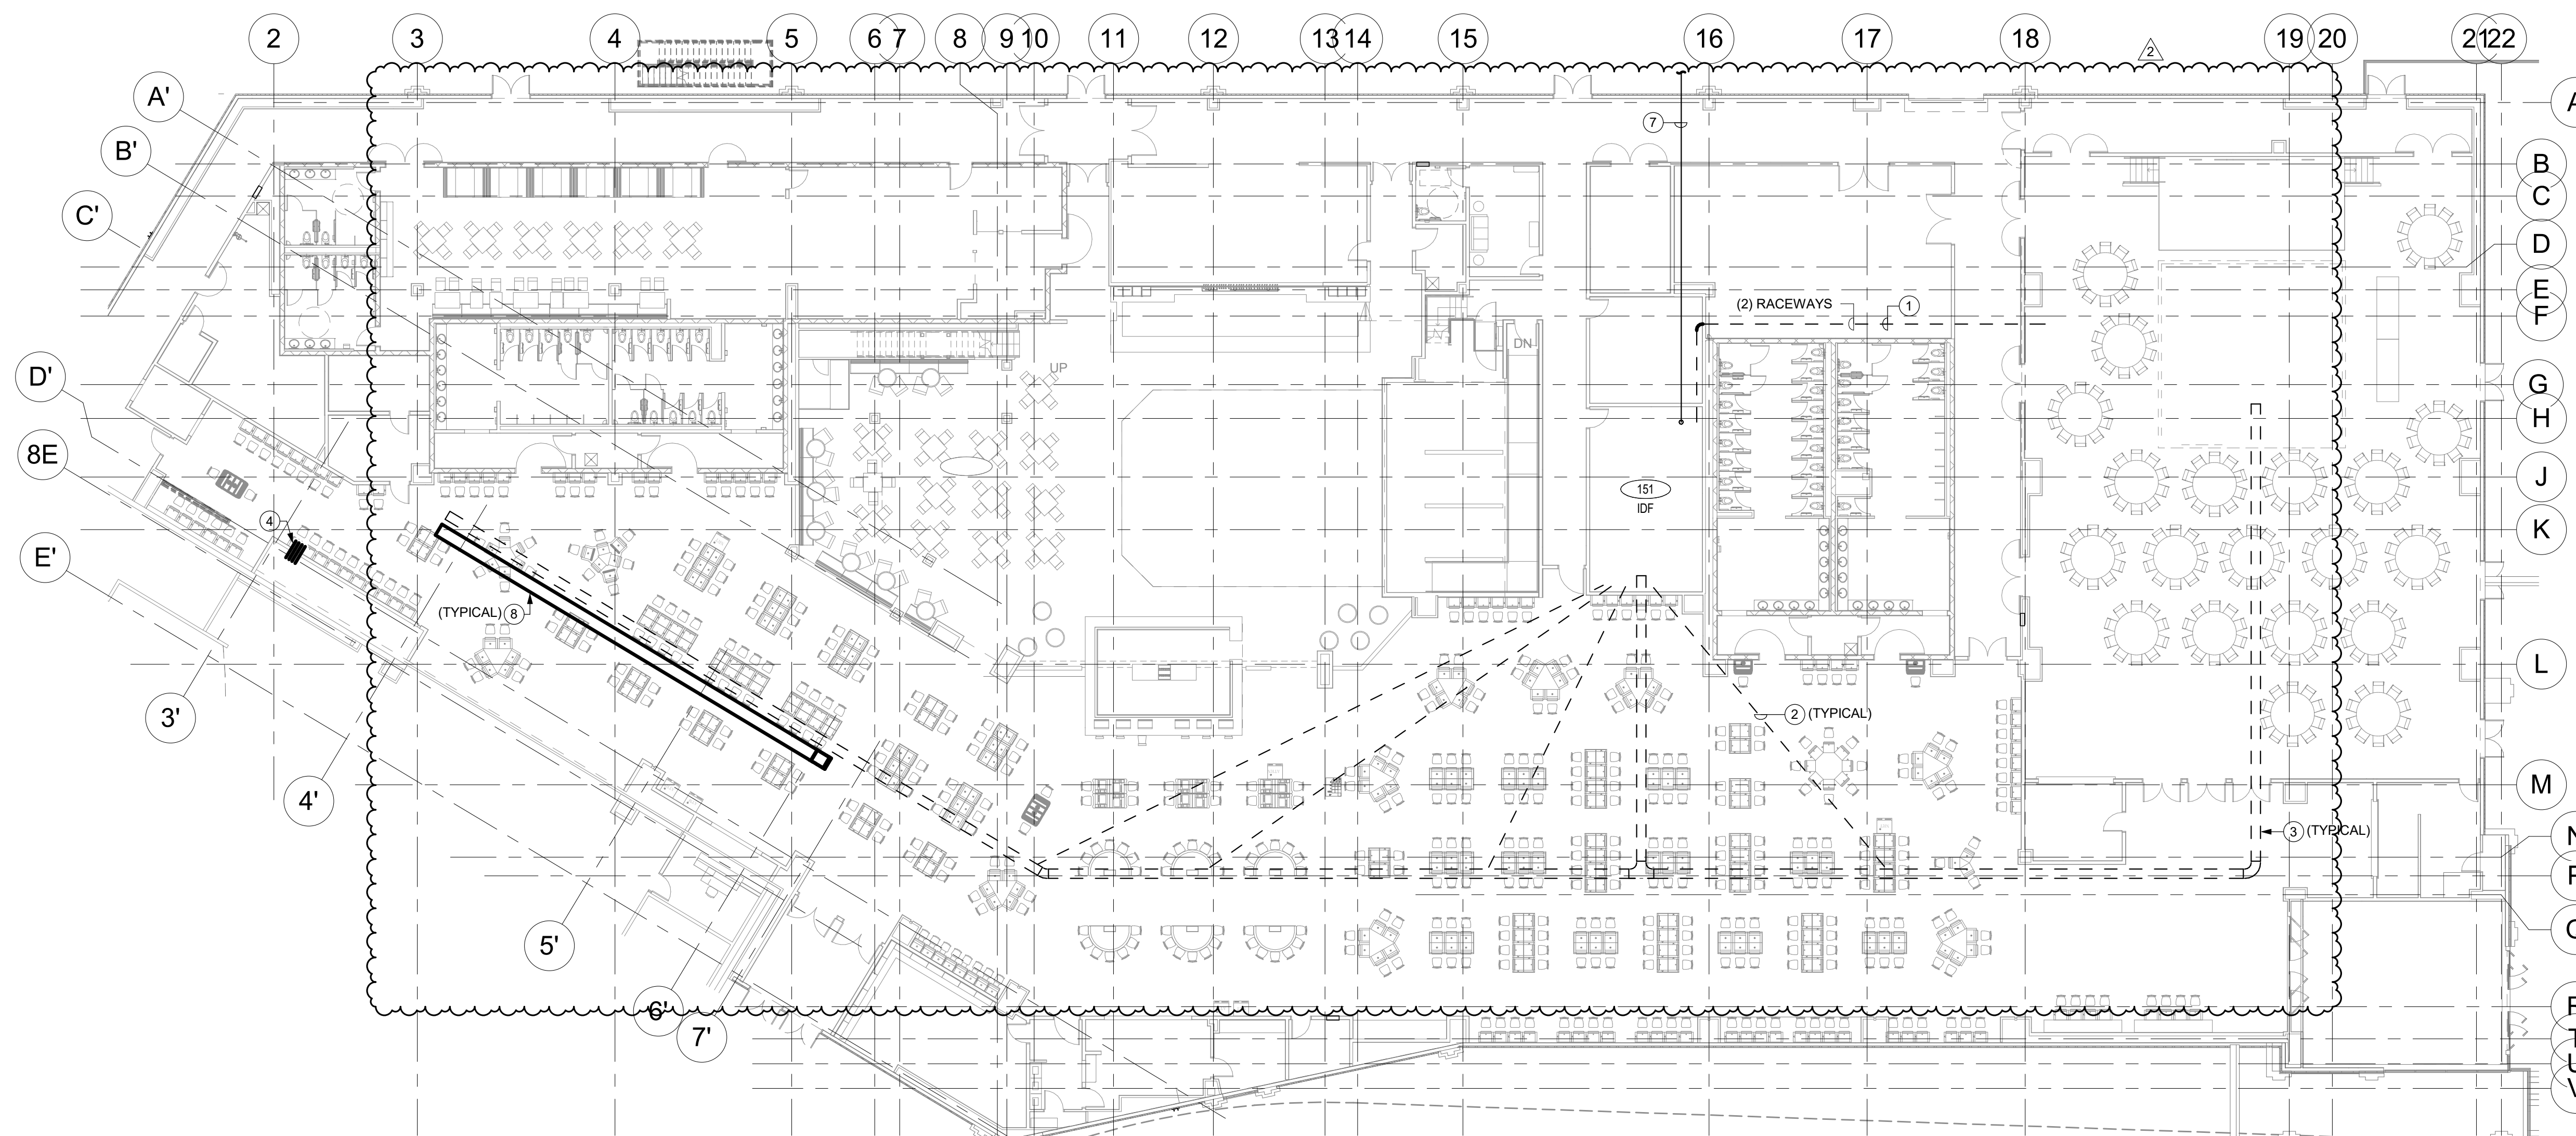 2 3 4 5 6 7 8 9 10 11 12 13 14 15 16 17 18 19 20 21 22
2
A'
A
B'
7
B
C
C'
D
E
(2) RACEWAYS 1
F
DN
UP
D'
G
H
8E
J
151
IDF
4
K
E'
(TYPICAL) 8
L
3'
2 (TYPICAL)
M
4'
3 (TYPICAL)
N
5'
6'
7'
T
U
V